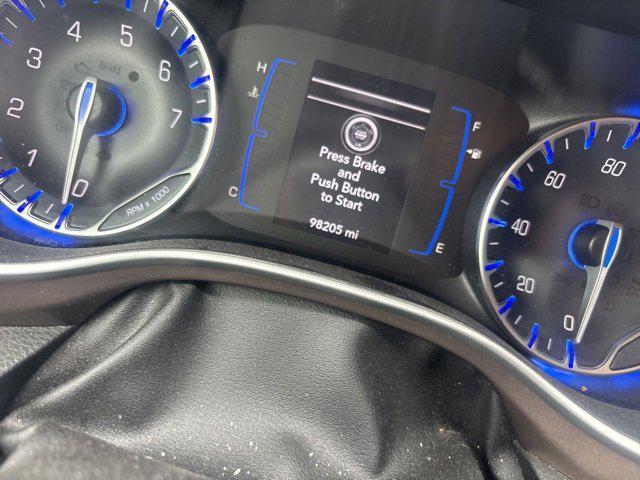 0
1
2
3
4
5
6
7
RPM x 1000
BRAKE
H
C
Press Brake
and
Push Button
to Start
98205 mi
F
E
0
20
40
60
80